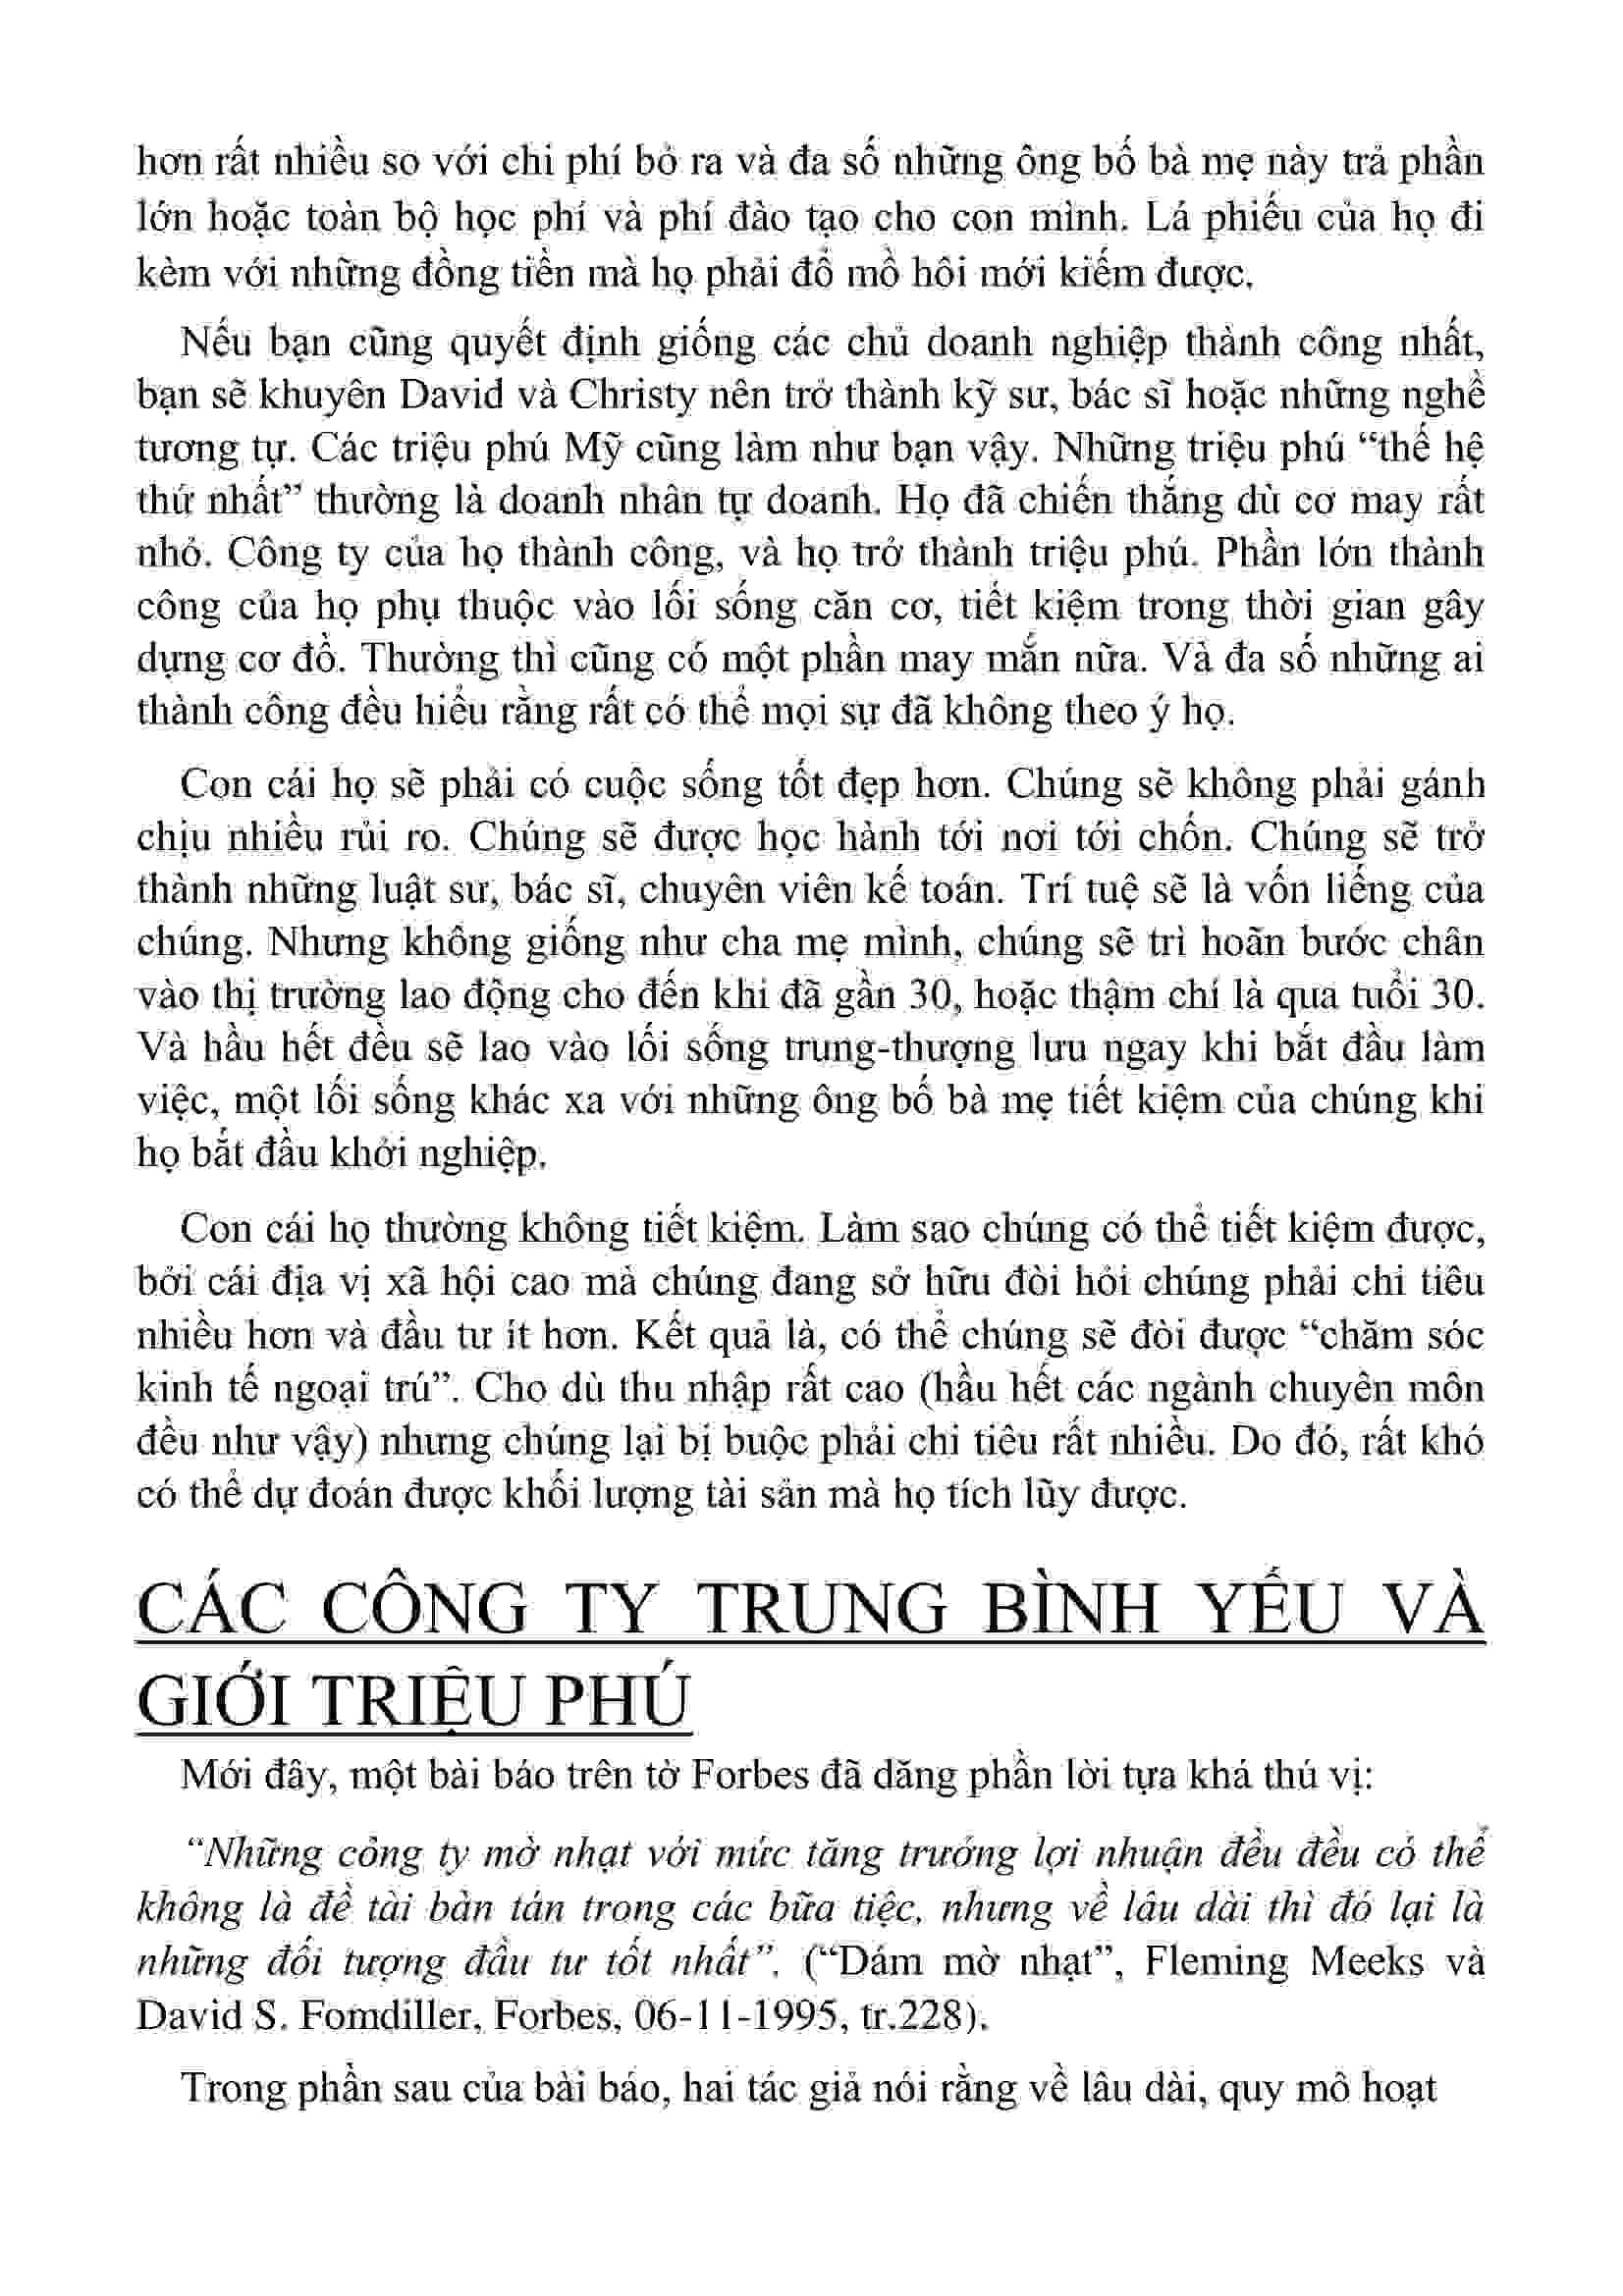 hơn rất nhiều so với chi phí bỏ ra và đa số những ông bố bà mẹ này trả phần
lớn hoặc toàn bộ học phí và phí đào tạo cho con mình. Lá phiếu của họ đi
kèm với những đồng tiền mà họ phải đổ mồ hôi mới kiếm được.
Nếu bạn cũng quyết định giống các chủ doanh nghiệp thành công nhất,
bạn sẽ khuyên David và Christy nên trở thành kỹ sư, bác sĩ hoặc những nghề
tương tự. Các triệu phú Mỹ cũng làm như bạn vậy. Những triệu phú “thế hệ
thứ nhất” thường là doanh nhân tự doanh. Họ đã chiến thắng dù cơ may rất
nhỏ. Công ty của họ thành công, và họ trở thành triệu phú. Phần lớn thành
công của họ phụ thuộc vào lối sống căn cơ, tiết kiệm trong thời gian gây
dựng cơ đồ. Thường thì cũng có một phần may mắn nữa. Và đa số những ai
thành công đều hiểu rằng rất có thể mọi sự đã không theo ý họ.
Con cái họ sẽ phải có cuộc sống tốt đẹp hơn. Chúng sẽ không phải gánh
chịu nhiều rủi ro. Chúng sẽ được học hành tới nơi tới chốn. Chúng sẽ trở
thành những luật sư, bác sĩ, chuyên viên kế toán. Trí tuệ sẽ là vốn liếng của
chúng. Nhưng không giống như cha mẹ mình, chúng sẽ trì hoãn bước chân
vào thị trường lao động cho đến khi đã gần 30, hoặc thậm chí là qua tuổi 30.
Và hầu hết đều sẽ lao vào lối sống trung-thượng lưu ngay khi bắt đầu làm
việc, một lối sống khác xa với những ông bố bà mẹ tiết kiệm của chúng khi
họ bắt đầu khởi nghiệp.
Con cái họ thường không tiết kiệm. Làm sao chúng có thể tiết kiệm được,
bởi cái địa vị xã hội cao mà chúng đang sở hữu đòi hỏi chúng phải chi tiêu
nhiều hơn và đầu tư ít hơn. Kết quả là, có thể chúng sẽ đòi được “chăm sóc
kinh tế ngoại trú”. Cho dù thu nhập rất cao (hầu hết các ngành chuyên môn
đều như vậy) nhưng chúng lại bị buộc phải chi tiêu rất nhiều. Do đó, rất khó
có thể dự đoán được khối lượng tài sản mà họ tích lũy được.
CÁC CÔNG TY TRUNG BÌNH YẾU VÀ
GIỚI TRIỆU PHÚ
Mới đây, một bài báo trên tờ Forbes đã dăng phần lời tựa khá thú vị:
“Những công ty mờ nhạt với mức tăng trưởng lợi nhuận đều đều có thể
không là đề tài bàn tán trong các bữa tiệc, nhưng về lâu dài thì đó lại là
những đối tượng đầu tư tốt nhất”. (“Dám mờ nhạt”, Fleming Meeks và
David S. Fomdiller, Forbes, 06-11-1995, tr.228).
Trong phần sau của bài báo, hai tác giả nói rằng về lâu dài, quy mô hoạt